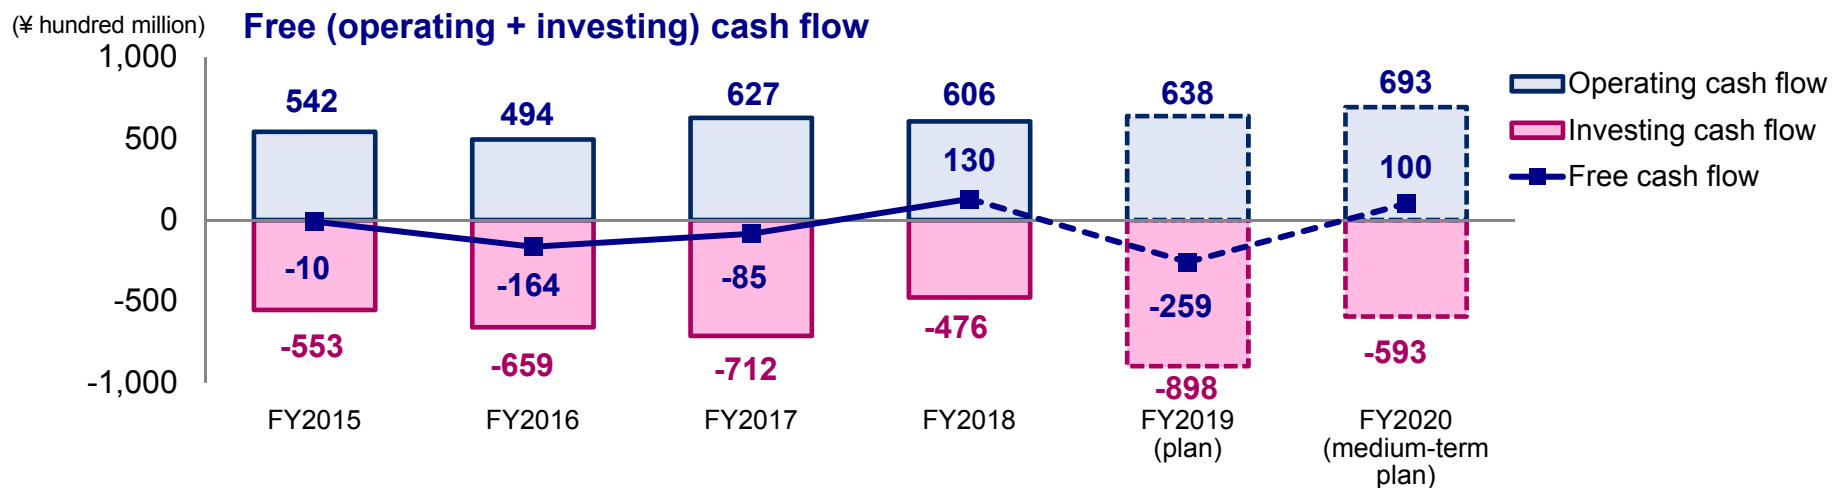 (¥ hundred million)
Free (operating + investing) cash flow
1,000
500
0
-500
-1,000
542
494
627
606
638
693
130
100
-10
-164
-85
-259
-553
-659
-712
-476
-898
-593
FY2015
FY2016
FY2017
FY2018
FY2019
(plan)
FY2020
(medium-term
plan)
Operating cash flow
Investing cash flow
Free cash flow